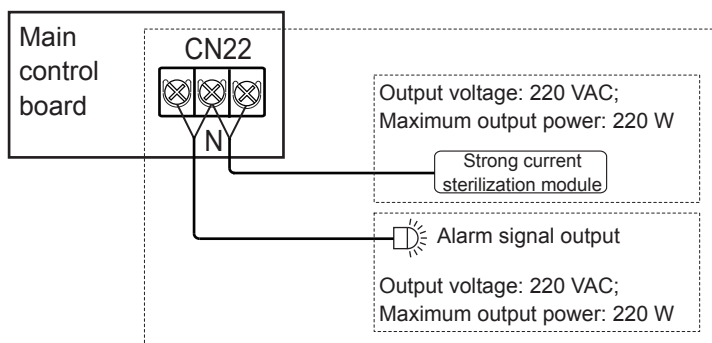 Main
control
board
CN22
N
Output voltage: 220 VAC;
Maximum output power: 220 W
Strong current
sterilization module
Alarm signal output
Output voltage: 220 VAC;
Maximum output power: 220 W